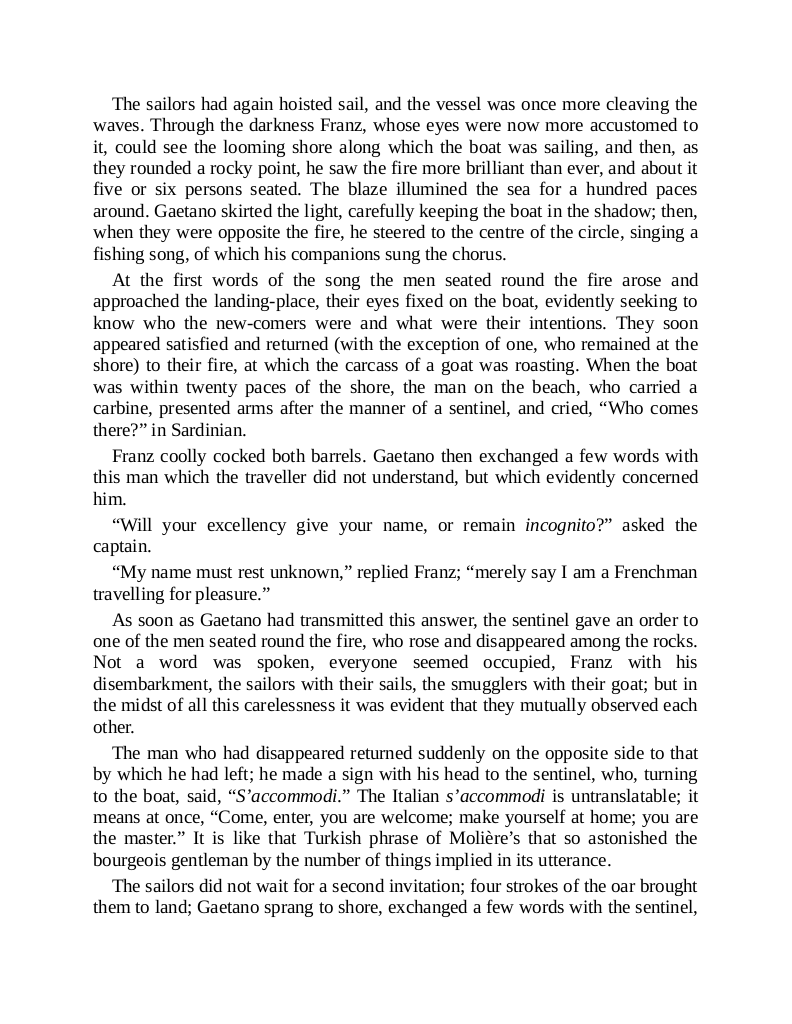 The sailors had again hoisted sail, and the vessel was once more cleaving the
waves. Through the darkness Franz, whose eyes were now more accustomed to
it, could see the looming shore along which the boat was sailing, and then, as
they rounded a rocky point, he saw the fire more brilliant than ever, and about it
five or six persons seated. The blaze illumined the sea for a hundred paces
around. Gaetano skirted the light, carefully keeping the boat in the shadow; then,
when they were opposite the fire, he steered to the centre of the circle, singing a
fishing song, of which his companions sung the chorus.
At the first words of the song the men seated round the fire arose and
approached the landing-place, their eyes fixed on the boat, evidently seeking to
know who the new-comers were and what were their intentions. They soon
appeared satisfied and returned (with the exception of one, who remained at the
shore) to their fire, at which the carcass of a goat was roasting. When the boat
was within twenty paces of the shore, the man on the beach, who carried a
carbine, presented arms after the manner of a sentinel, and cried, “Who comes
there?” in Sardinian.
Franz coolly cocked both barrels. Gaetano then exchanged a few words with
this man which the traveller did not understand, but which evidently concerned
him.
“Will your excellency give your name, or remain incognito?” asked the
captain.
“My name must rest unknown,” replied Franz; “merely say I am a Frenchman
travelling for pleasure.”
As soon as Gaetano had transmitted this answer, the sentinel gave an order to
one of the men seated round the fire, who rose and disappeared among the rocks.
Not a word was spoken, everyone seemed occupied, Franz with his
disembarkment, the sailors with their sails, the smugglers with their goat; but in
the midst of all this carelessness it was evident that they mutually observed each
other.
The man who had disappeared returned suddenly on the opposite side to that
by which he had left; he made a sign with his head to the sentinel, who, turning
to the boat, said, “S’accommodi.” The Italian s’accommodi is untranslatable; it
means at once, “Come, enter, you are welcome; make yourself at home; you are
the master.” It is like that Turkish phrase of Molière’s that so astonished the
bourgeois gentleman by the number of things implied in its utterance.
The sailors did not wait for a second invitation; four strokes of the oar brought
them to land; Gaetano sprang to shore, exchanged a few words with the sentinel,